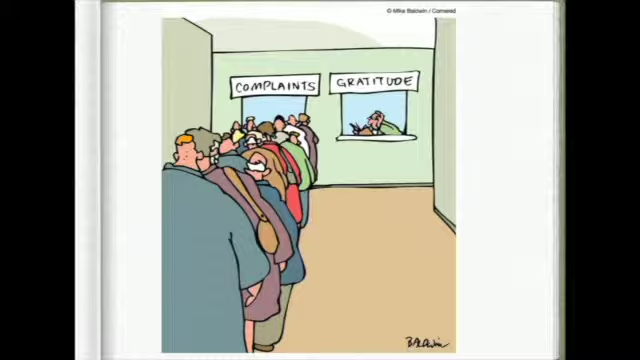 © Mike Baldwin / Cornered
COMPLAINTS
GRATITUDE
BALDWIN